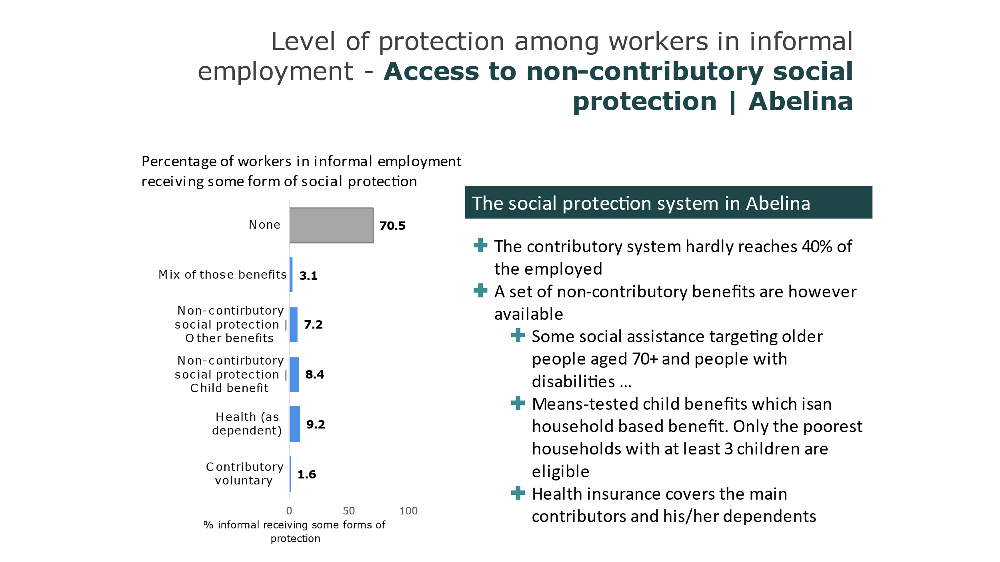 Level of protection among workers in informal
employment - Access to non-contributory social
protection | Abelina
Percentage of workers in informal employment
receiving some form of social protection
None
70.5
Mix of those benefits
3.1
Non-contirbutory
social protection |
Other benefits
7.2
Non-contirbutory
social protection |
Child benefit
8.4
Health (as
dependent)
9.2
Contributory
voluntary
1.6
0 50 100
% informal receiving some forms of
protection
The social protection system in Abelina
The contributory system hardly reaches 40% of
the employed
A set of non-contributory benefits are however
available
Some social assistance targeting older
people aged 70+ and people with
disabilities ...
Means-tested child benefits which isan
household based benefit. Only the poorest
households with at least 3 children are
eligible
Health insurance covers the main
contributors and his/her dependents